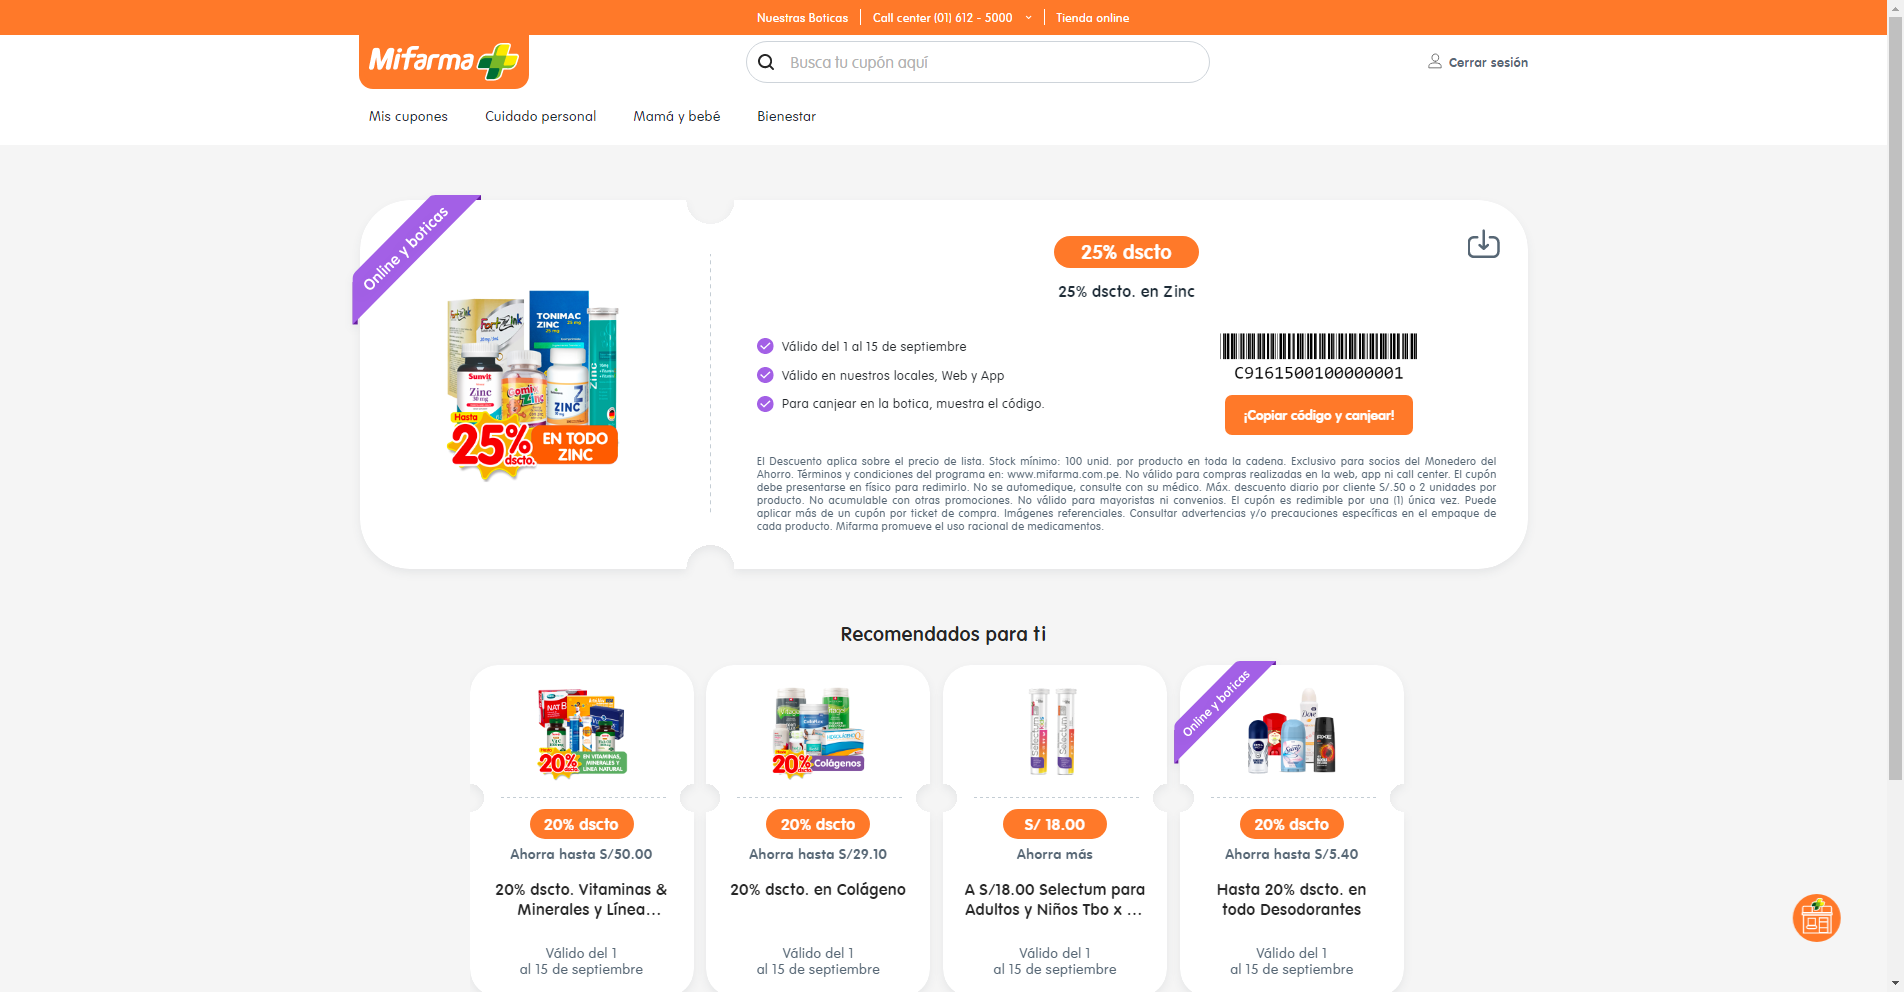 Nuestras Boticas
Call center (01) 612 - 5000
Tienda online
Mifarma
Busca tu cupón aquí
Cerrar sesión
Mis cupones
Cuidado personal
Mamá y bebé
Bienestar
Online y boticas
TONIMAC
ZINC
Sunvit
Zinc
ZINC
Hasta
25%
dscto.
EN TODO
ZINC
25% dscto
25% dscto. en Zinc
Válido del 1 al 15 de septiembre
Válido en nuestros locales, Web y App
Para canjear en la botica, muestra el código.
C9161500100000001
¡Copiar código y canjear!
El Descuento aplica sobre el precio de lista. Stock mínimo: 100 unid. por producto en toda la cadena. Exclusivo para socios del Monedero del
Ahorro. Términos y condiciones del programa en: www.mifarma.com.pe. No válido para compras realizadas en la web, app ni call center. El cupón
debe presentarse en físico para redimirlo. No se automedique, consulte con su médico. Máx. descuento diario por cliente S/.50 o 2 unidades por
producto. No acumulable con otras promociones. No válido para mayoristas ni convenios. El cupón es redimible por una (1) única vez. Puede
aplicar más de un cupón por ticket de compra. Imágenes referenciales. Consultar advertencias y/o precauciones específicas en el empaque de
cada producto. Mifarma promueve el uso racional de medicamentos.
Recomendados para ti
20%
dscto.
EN VITAMINAS,
MINERALES Y
LÍNEA NATURAL
20% dscto
Ahorra hasta S/50.00
20% dscto. Vitaminas &
Minerales y Línea...
Válido del 1
al 15 de septiembre
20%
dscto.
Colágenos
20% dscto
Ahorra hasta S/29.10
20% dscto. en Colágeno
Válido del 1
al 15 de septiembre
Selectum
S/ 18.00
Ahorra más
A S/18.00 Selectum para
Adultos y Niños Tbo x ...
Válido del 1
al 15 de septiembre
Online y boticas
Dove
AXE
20% dscto
Ahorra hasta S/5.40
Hasta 20% dscto. en
todo Desodorantes
Válido del 1
al 15 de septiembre